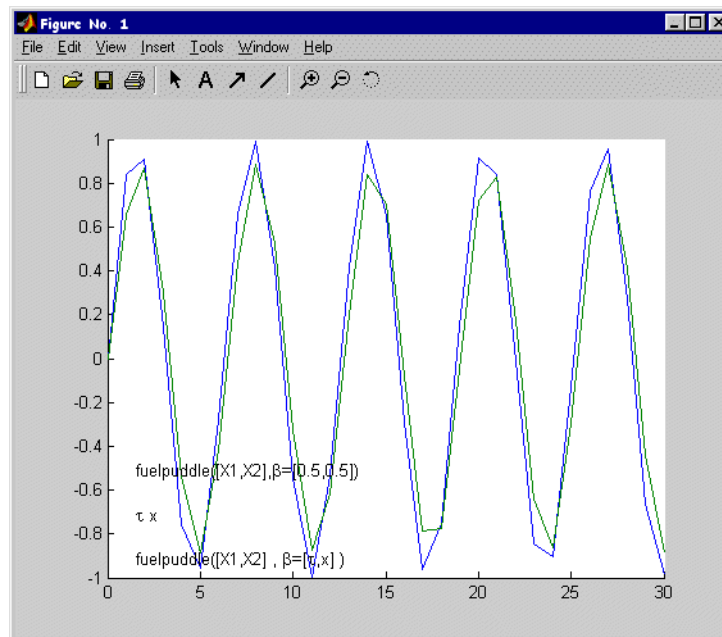 Figure No. 1
File Edit View Insert Tools Window Help
A
1
0.8
0.6
0.4
0.2
0
-0.2
-0.4
-0.6
-0.8
-1
fuelpuddle([X1,X2],β=[0.5,0.5])
τ x
fuelpuddle([X1,X2] , β=[τ,x] )
0 5 10 15 20 25 30